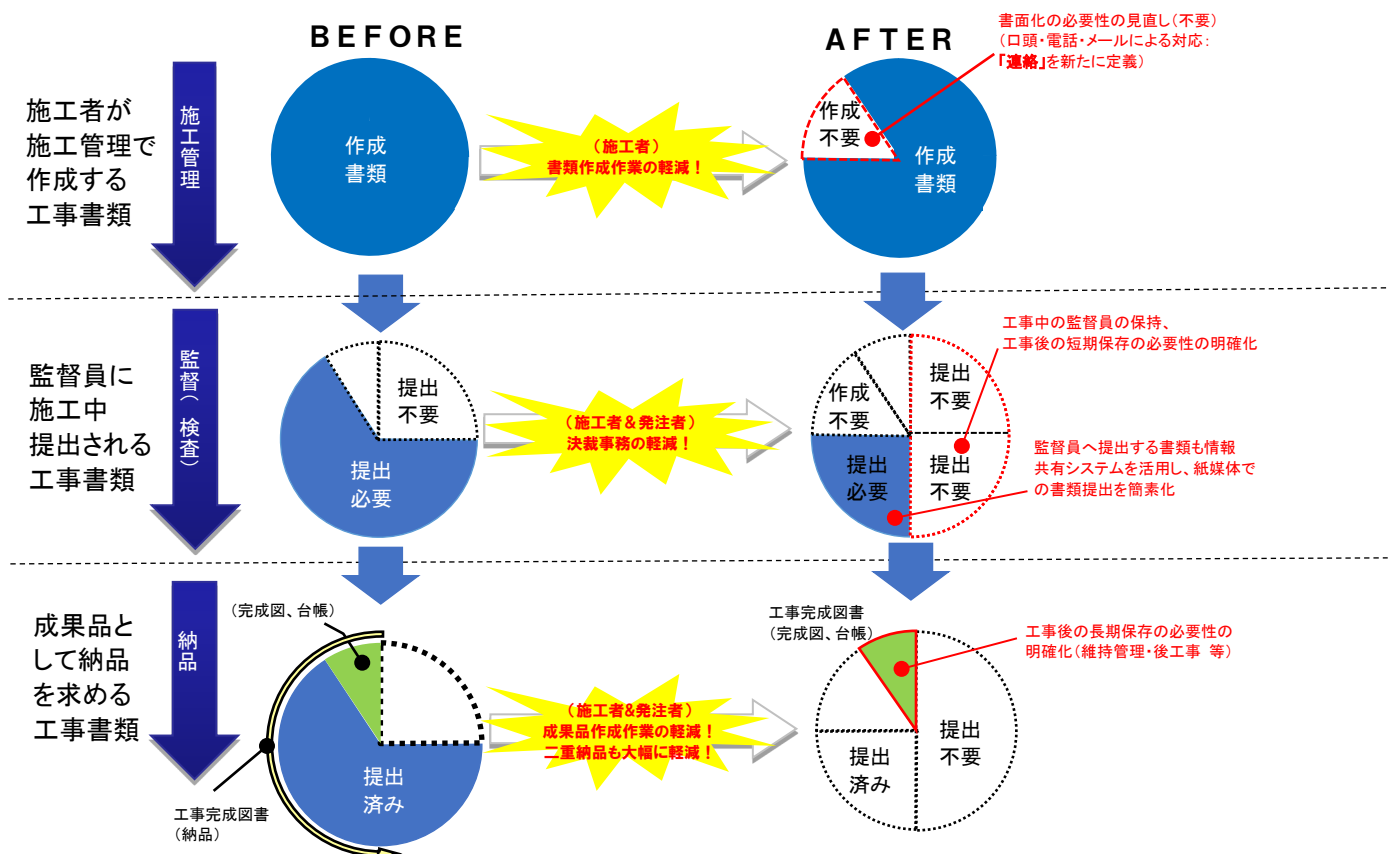 BEFORE
AFTER
書面化の必要性の見直し(不要)
(口頭・電話・メールによる対応:
「連絡」を新たに定義)
施工者が
施工管理で
作成する
工事書類
施工管理
作成
書類
(施工者)
書類作成作業の軽減!
作成
不要
作成
書類
監督員に
施工中
提出される
工事書類
監督(検査)
提出
不要
提出
必要
(施工者&発注者)
決裁事務の軽減!
作成
不要
提出
不要
提出
必要
提出
不要
工事中の監督員の保持、
工事後の短期保存の必要性の明確化
監督員へ提出する書類も情報
共有システムを活用し、紙媒体で
の書類提出を簡素化
成果品と
して納品
を求める
工事書類
納品
(完成図、台帳)
提出
済み
工事完成図書
(納品)
(施工者&発注者)
成果品作成作業の軽減!
二重納品も大幅に軽減!
工事完成図書
(完成図、台帳)
提出
不要
提出
済み
工事後の長期保存の必要性の
明確化(維持管理・後工事 等)